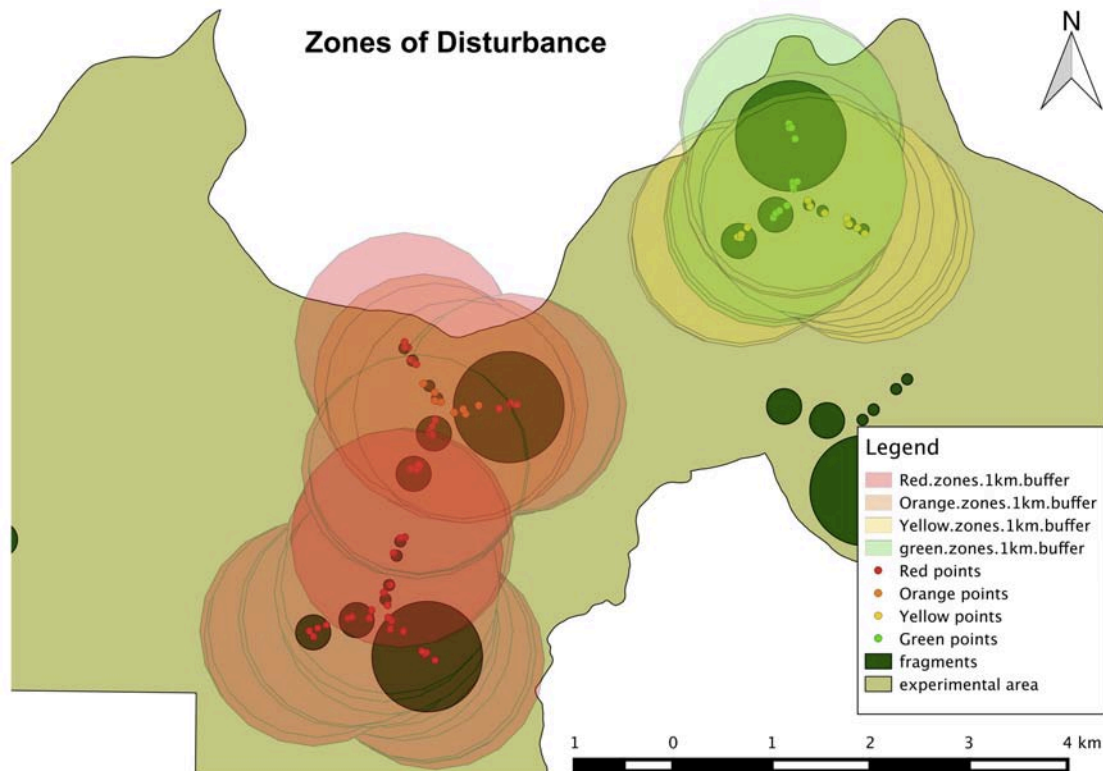 Zones of Disturbance
N
Legend
Red.zones.1km.buffer
Orange.zones.1km.buffer
Yellow.zones.1km.buffer
green.zones.1km.buffer
Red points
Orange points
Yellow points
Green points
fragments
experimental area
1 0 1 2 3 4 km